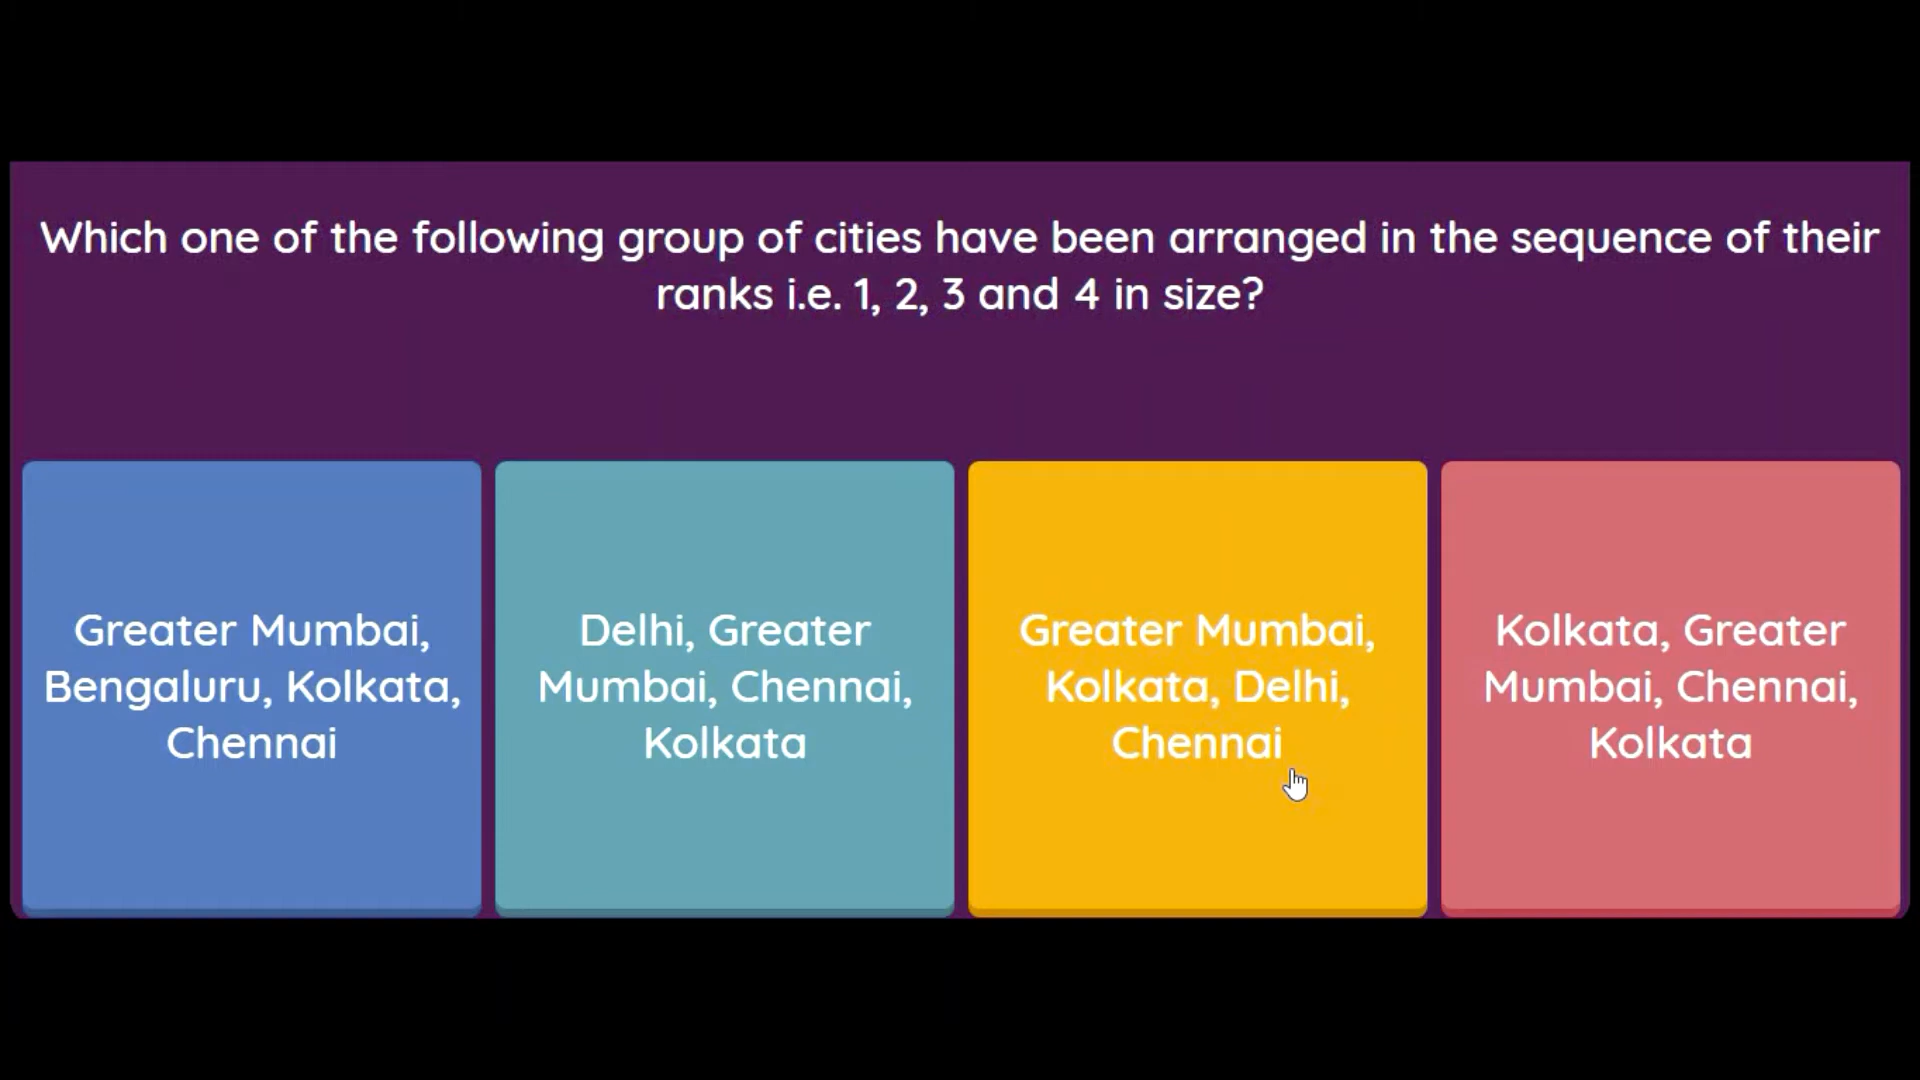 Which one of the following group of cities have been arranged in the sequence of their
ranks i.e. 1, 2, 3 and 4 in size?
Greater Mumbai,
Bengaluru, Kolkata,
Chennai
Delhi, Greater
Mumbai, Chennai,
Kolkata
Greater Mumbai,
Kolkata, Delhi,
Chennai
Kolkata, Greater
Mumbai, Chennai,
Kolkata